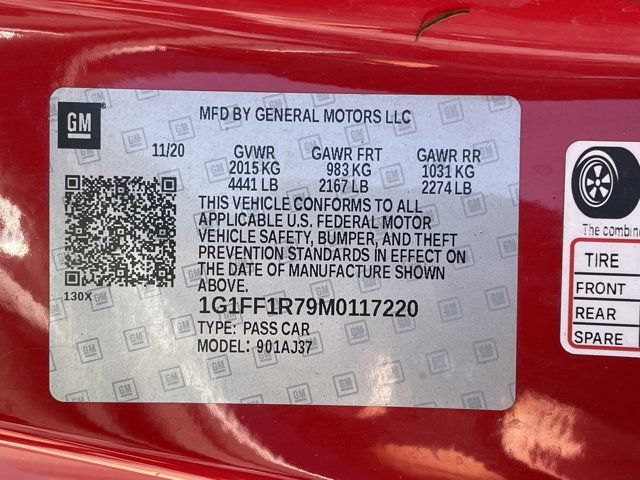 GM
MFD BY GENERAL MOTORS LLC
11/20 GVWR GAWR FRT GAWR RR
2015 KG 983 KG 1031 KG
4441 LB 2167 LB 2274 LB
THIS VEHICLE CONFORMS TO ALL
APPLICABLE U.S. FEDERAL MOTOR
VEHICLE SAFETY, BUMPER, AND THEFT
PREVENTION STANDARDS IN EFFECT ON
THE DATE OF MANUFACTURE SHOWN
ABOVE.
130X
1G1FF1R79M0117220
TYPE: PASS CAR
MODEL: 901AJ37
The
TIRE
FRONT
REAR
SPARE